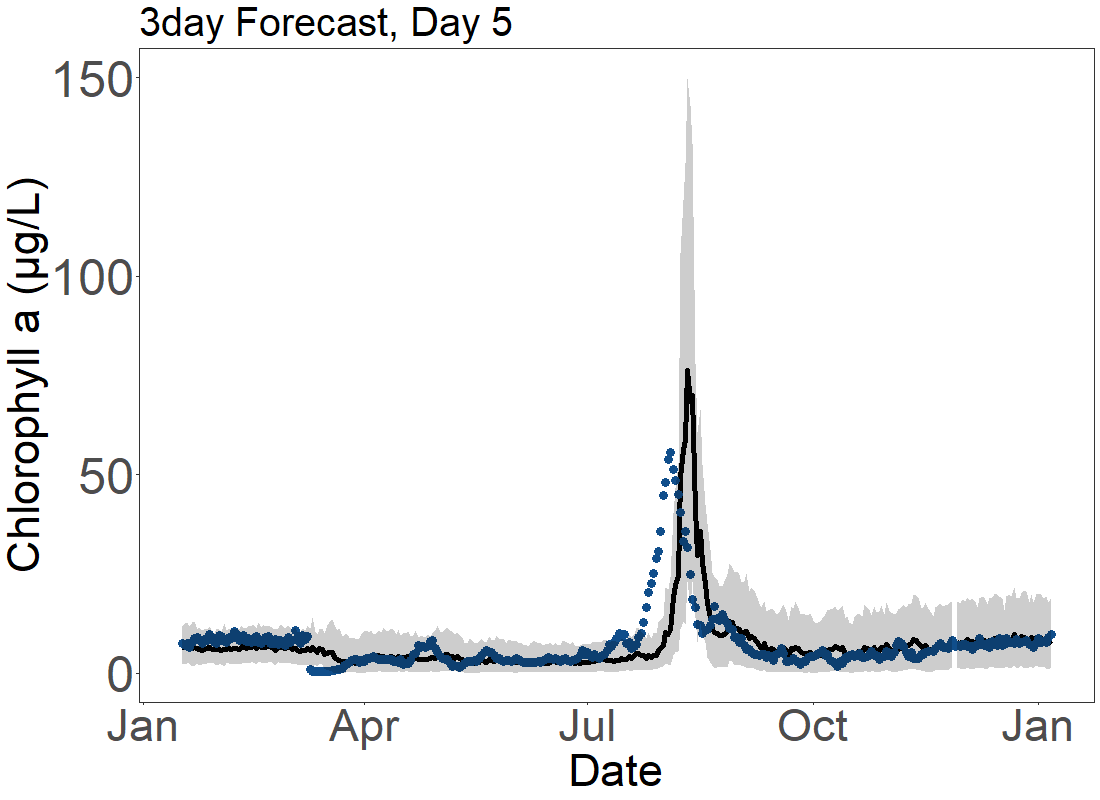 3day Forecast, Day 5
Chlorophyll a (µg/L)
150
100
50
0
Jan Apr Jul Oct Jan
Date